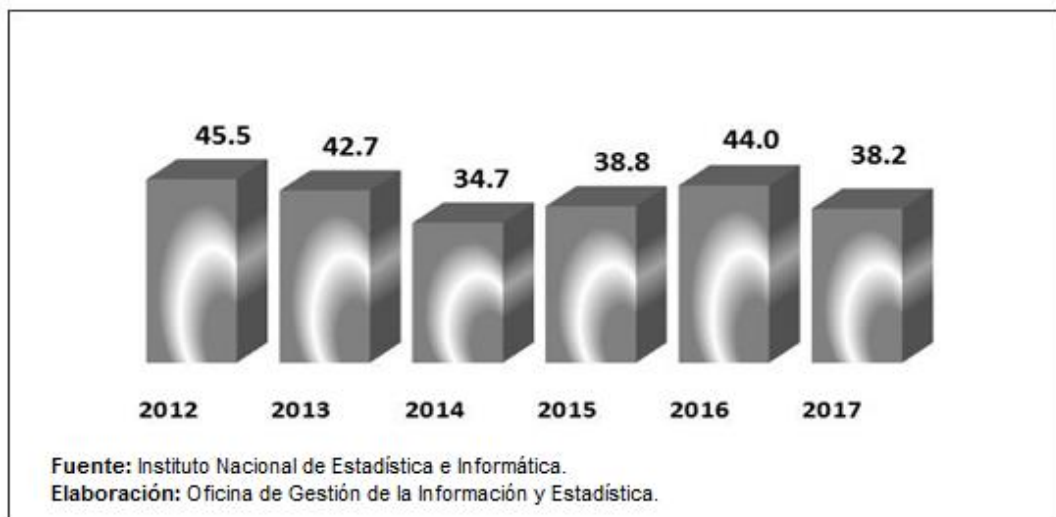 45.5 42.7 34.7 38.8 44.0 38.2
2012 2013 2014 2015 2016 2017
Fuente: Instituto Nacional de Estadística e Informática.
Elaboración: Oficina de Gestión de la Información y Estadística.